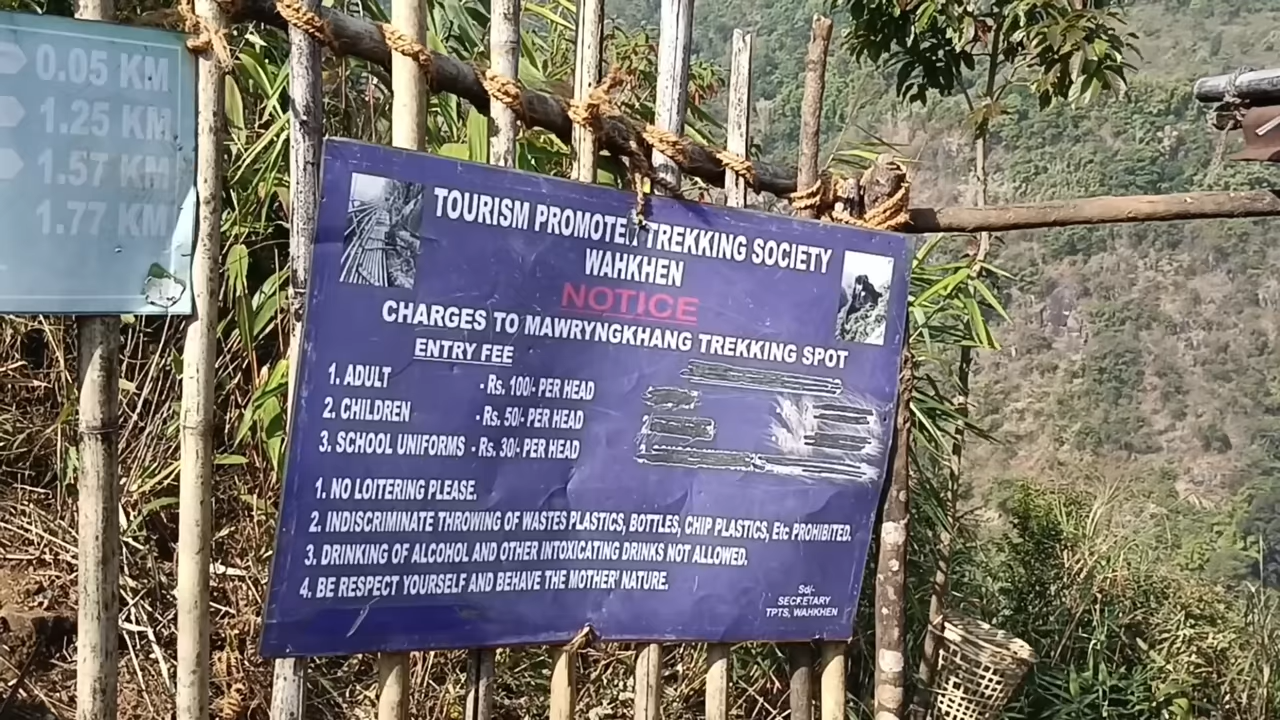 0.05 KM
1.25 KM
1.57 KM
1.77 KM
TOURISM PROMOTER TREKKING SOCIETY
WAHKHEN
NOTICE
CHARGES TO MAWRYNGKHANG TREKKING SPOT
ENTRY FEE
1. ADULT - Rs. 100/- PER HEAD
2. CHILDREN - Rs. 50/- PER HEAD
3. SCHOOL UNIFORMS - Rs. 30/- PER HEAD
1. NO LOITERING PLEASE.
2. INDISCRIMINATE THROWING OF WASTES PLASTICS, BOTTLES, CHIP PLASTICS, Etc PROHIBITED.
3. DRINKING OF ALCOHOL AND OTHER INTOXICATING DRINKS NOT ALLOWED.
4. BE RESPECT YOURSELF AND BEHAVE THE MOTHER' NATURE.
Sd/-
SECRETARY
TPTS, WAHKHEN